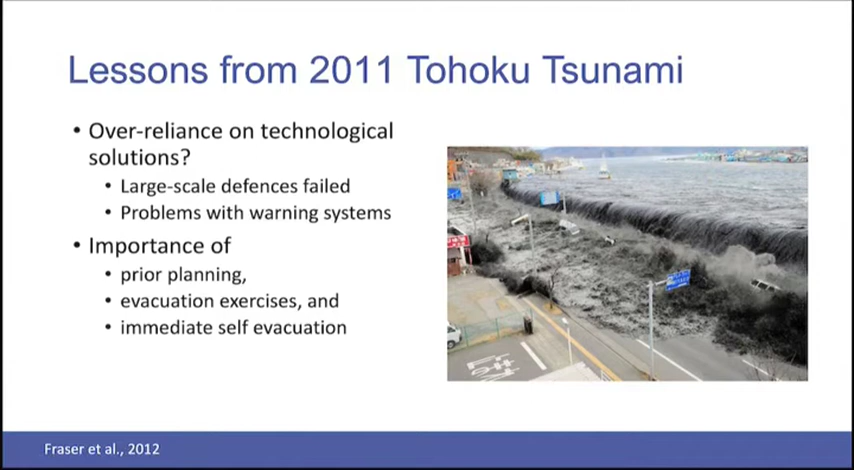 Lessons from 2011 Tohoku Tsunami
• Over-reliance on technological
solutions?
• Large-scale defences failed
• Problems with warning systems
• Importance of
• prior planning,
• evacuation exercises, and
• immediate self evacuation
Fraser et al., 2012